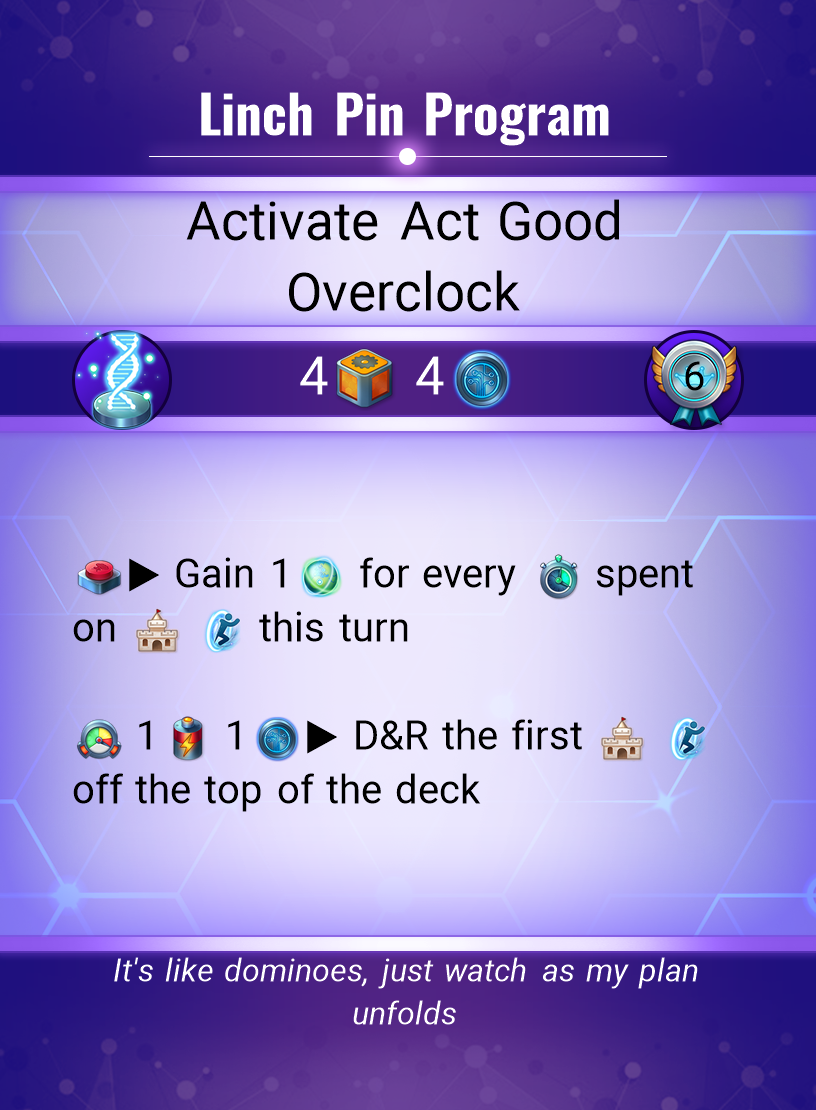 Linch Pin Program
Activate Act Good
Overclock
4 4 6
▶ Gain 1 for every spent
on this turn
1 1 ▶ D&R the first
off the top of the deck
It's like dominoes, just watch as my plan
unfolds